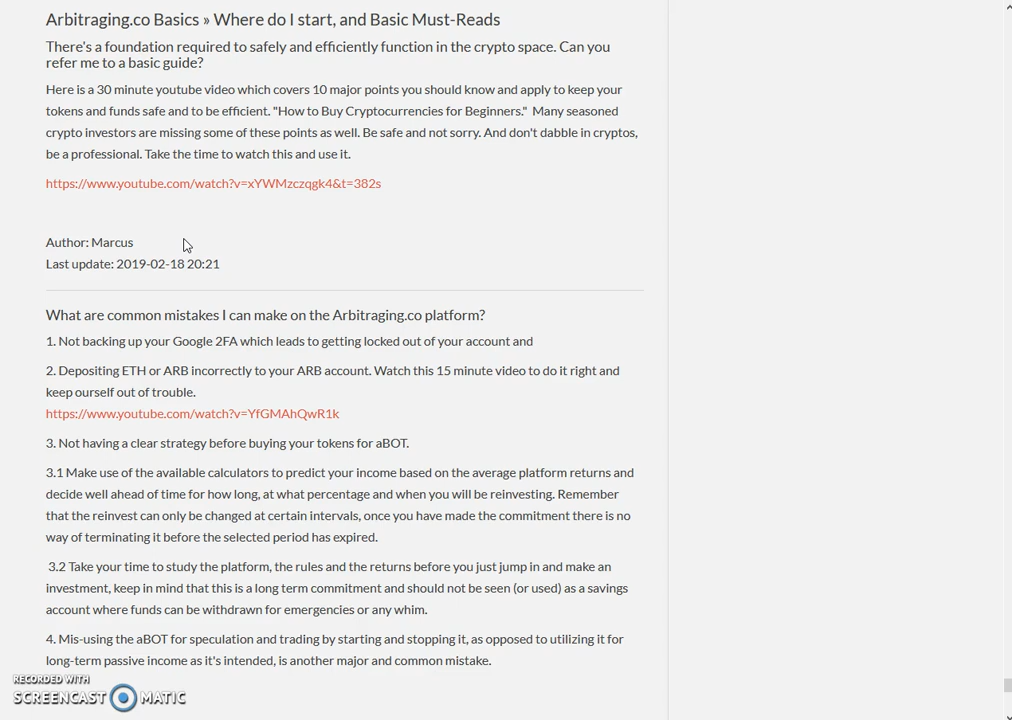 Arbitraging.co Basics » Where do I start, and Basic Must-Reads
There's a foundation required to safely and efficiently function in the crypto space. Can you
refer me to a basic guide?
Here is a 30 minute youtube video which covers 10 major points you should know and apply to keep your
tokens and funds safe and to be efficient. "How to Buy Cryptocurrencies for Beginners."  Many seasoned
crypto investors are missing some of these points as well. Be safe and not sorry. And don't dabble in cryptos,
be a professional. Take the time to watch this and use it.
https://www.youtube.com/watch?v=xYWMzczqgk4&t=382s
Author: Marcus
Last update: 2019-02-18 20:21
What are common mistakes I can make on the Arbitraging.co platform?
1. Not backing up your Google 2FA which leads to getting locked out of your account and
2. Depositing ETH or ARB incorrectly to your ARB account. Watch this 15 minute video to do it right and
keep ourself out of trouble.
https://www.youtube.com/watch?v=YfGMAhQwR1k
3. Not having a clear strategy before buying your tokens for aBOT.
3.1 Make use of the available calculators to predict your income based on the average platform returns and
decide well ahead of time for how long, at what percentage and when you will be reinvesting. Remember
that the reinvest can only be changed at certain intervals, once you have made the commitment there is no
way of terminating it before the selected period has expired.
3.2 Take your time to study the platform, the rules and the returns before you just jump in and make an
investment, keep in mind that this is a long term commitment and should not be seen (or used) as a savings
account where funds can be withdrawn for emergencies or any whim.
4. Mis-using the aBOT for speculation and trading by starting and stopping it, as opposed to utilizing it for
long-term passive income as it's intended, is another major and common mistake.
RECORDED WITH
SCREENCAST MATIC